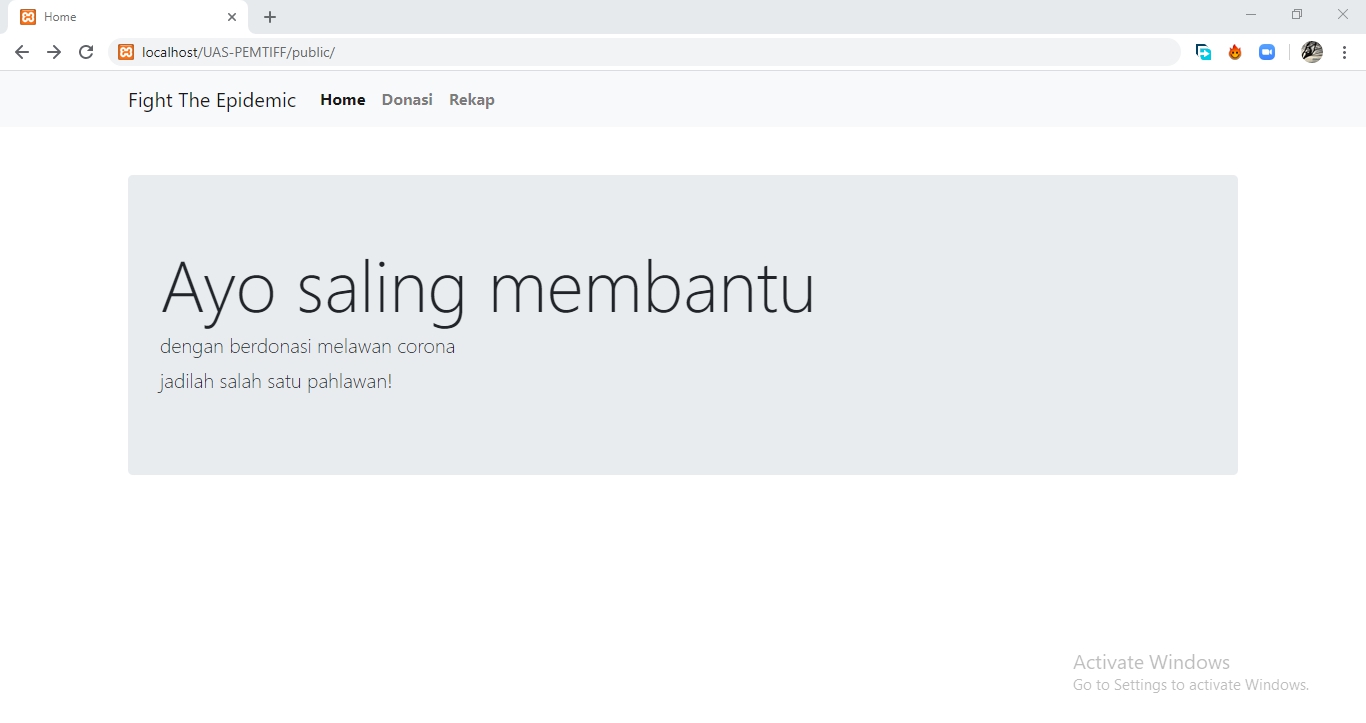 Home
localhost/UAS-PEMTIFF/public/
Fight The Epidemic Home Donasi Rekap
Ayo saling membantu
dengan berdonasi melawan corona
jadilah salah satu pahlawan!
Activate Windows
Go to Settings to activate Windows.